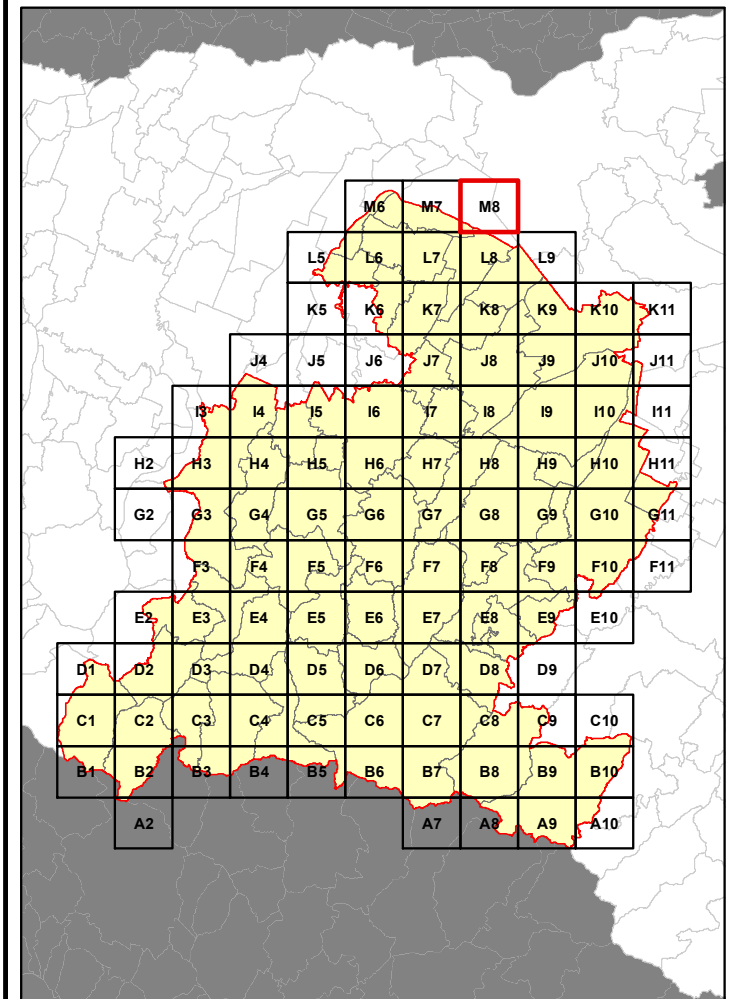 M6 M7 M8
L5 L6 L7 L8 L9
K5 K6 K7 K8 K9 K10 K11
J4 J5 J6 J7 J8 J9 J10 J11
I3 I4 I5 I6 I7 I8 I9 I10 I11
H2 H3 H4 H5 H6 H7 H8 H9 H10 H11
G2 G3 G4 G5 G6 G7 G8 G9 G10 G11
F3 F4 F5 F6 F7 F8 F9 F10 F11
E2 E3 E4 E5 E6 E7 E8 E9 E10
D1 D2 D3 D4 D5 D6 D7 D8 D9
C1 C2 C3 C4 C5 C6 C7 C8 C9 C10
B1 B2 B3 B4 B5 B6 B7 B8 B9 B10
A2 A7 A8 A9 A10